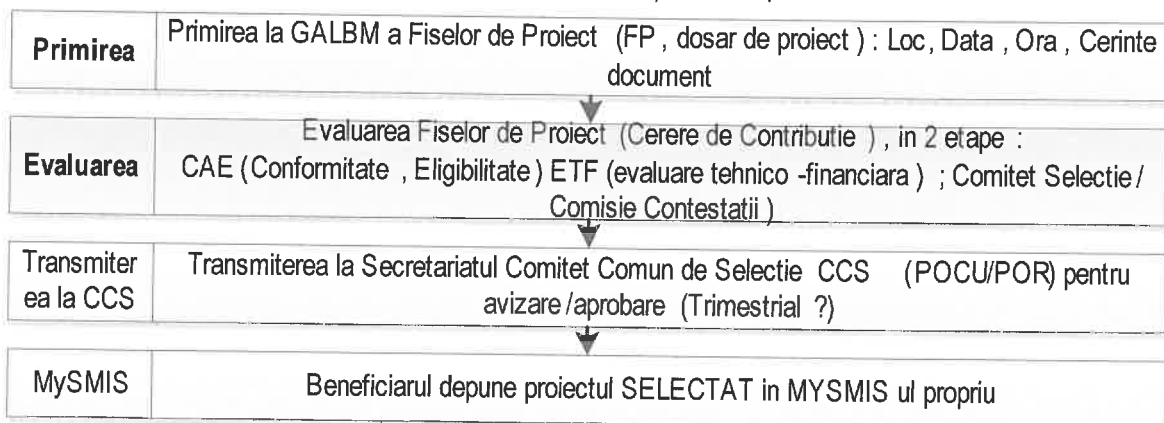 Primirea
Primirea la GALBM a Fiselor de Proiect (FP , dosar de proiect ) : Loc, Data , Ora , Cerinte
document
Evaluarea
Evaluarea Fiselor de Proiect (Cerere de Contributie ) , in 2 etape :
CAE (Conformitate , Eligibilitate ) ETF (evaluare tehnico -financiara ) ; Comitet Selectie /
Comisie Contestatii )
Transmiter
ea la CCS
Transmiterea la Secretariatul Comitet Comun de Selectie CCS (POCU/POR) pentru
avizare /aprobare (Trimestrial ?)
MySMIS
Beneficiarul depune proiectul SELECTAT in MYSMIS ul propriu